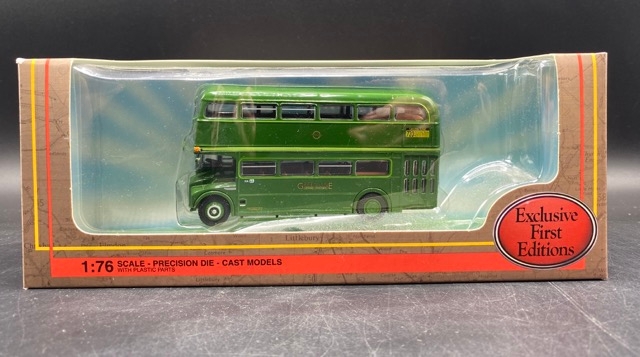 Exclusive
First
Editions
1:76 SCALE - PRECISION DIE - CAST MODELS
WITH PLASTIC PARTS